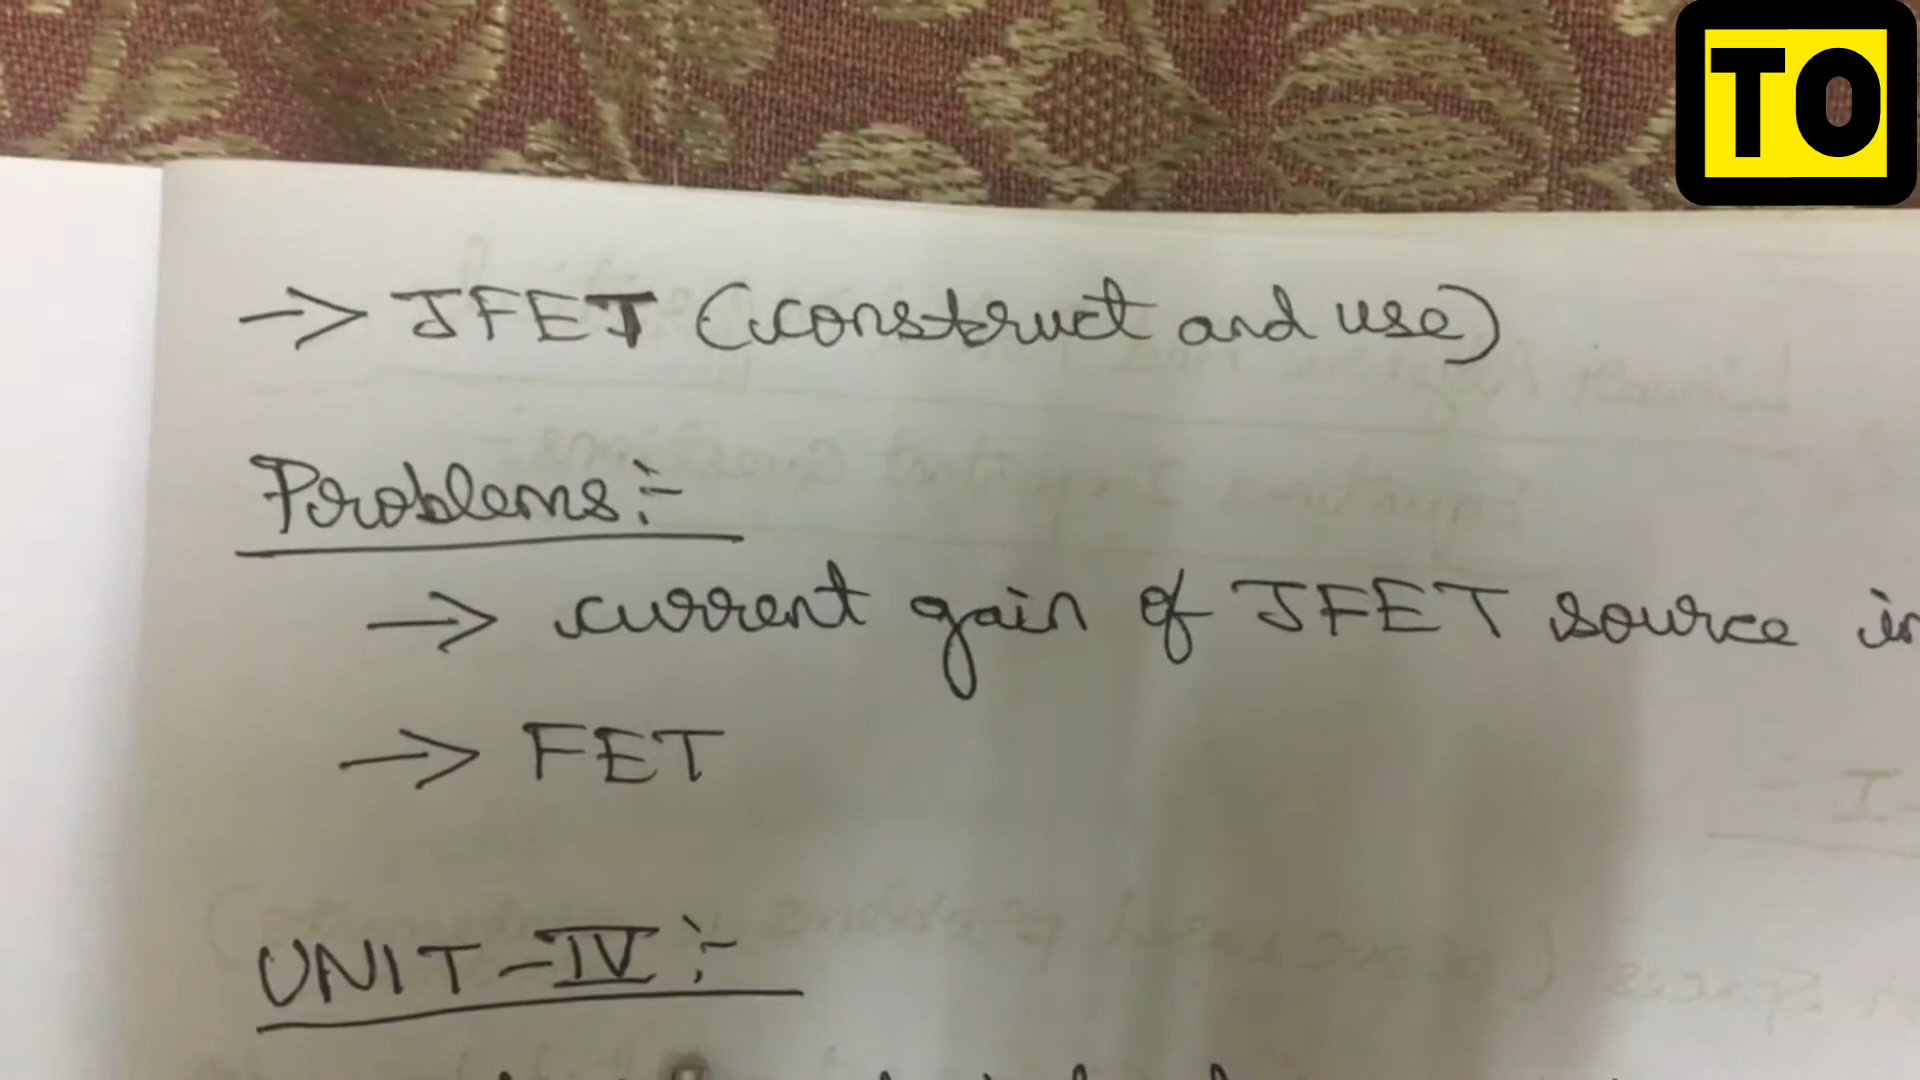 TO
-> JFET (construct and use)
Problems:-
-> current gain of JFET source
-> FET
UNIT-IV:-